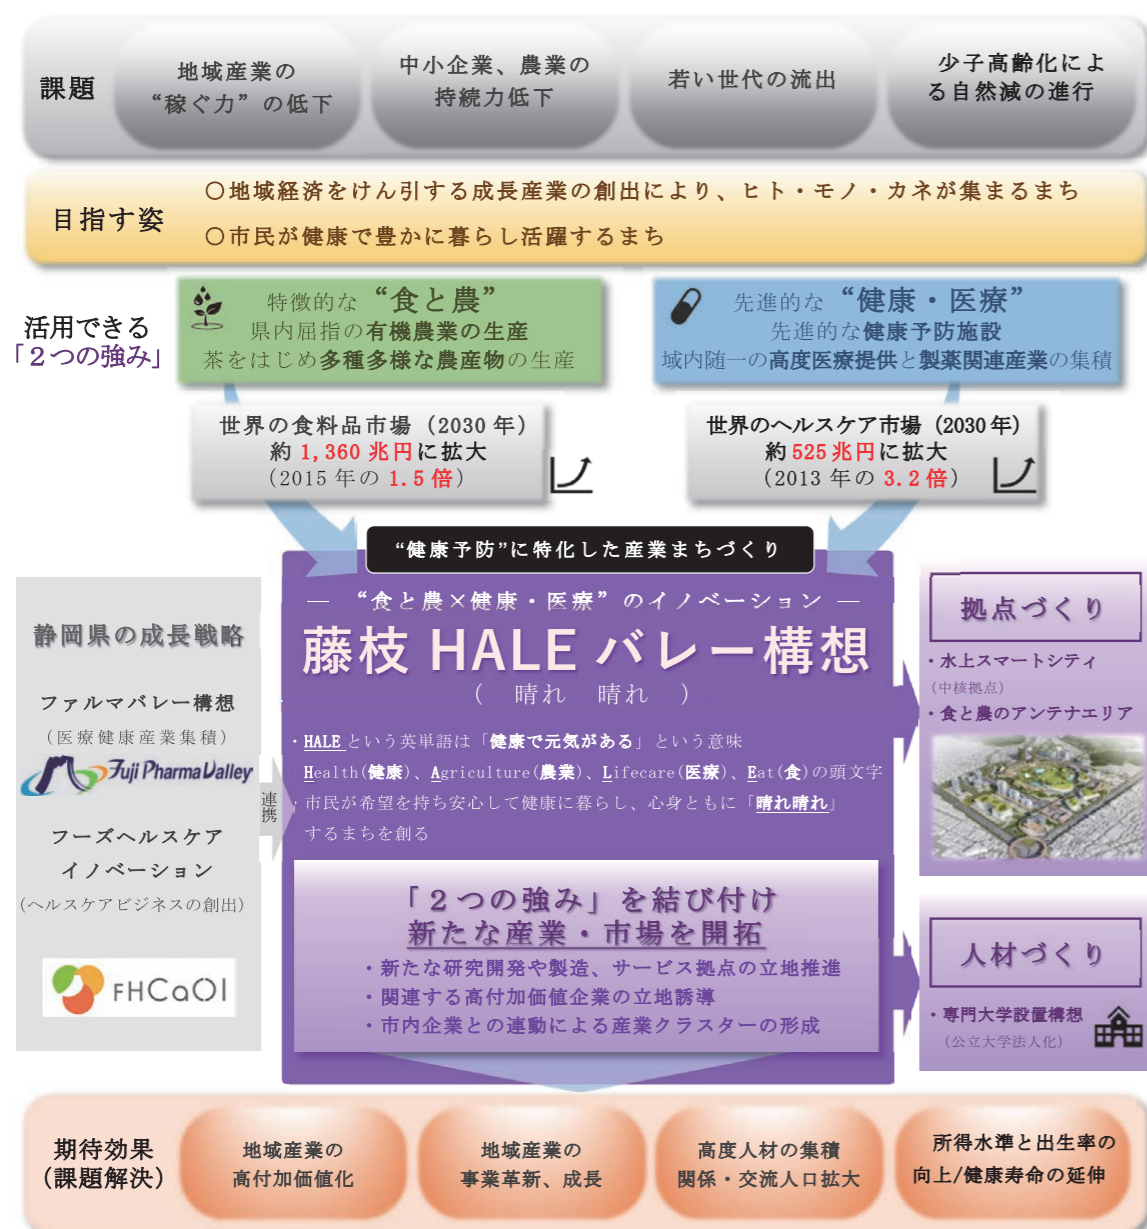 課題
地域産業の
“稼ぐ力”の低下
中小企業、農業の
持続力低下
若い世代の流出
少子高齢化によ
る自然減の進行
目指す姿
〇地域経済をけん引する成長産業の創出により、ヒト・モノ・カネが集まるまち
〇市民が健康で豊かに暮らし活躍するまち
活用できる
「２つの強み」
特徴的な“食と農”
県内屈指の有機農業の生産
茶をはじめ多種多様な農産物の生産
先進的な“健康・医療”
先進的な健康予防施設
域内随一の高度医療提供と製薬関連産業の集積
世界の食料品市場（2030 年）
約 1,360 兆円に拡大
（2015 年の 1.5 倍）
世界のヘルスケア市場（2030 年）
約 525 兆円に拡大
（2013 年の 3.2 倍）
“健康予防”に特化した産業まちづくり
― “食と農×健康・医療”のイノベーション ―
藤枝 HALE バレー構想
（ 晴れ 晴れ ）
・HALE という英単語は「健康で元気がある」という意味
Health(健康)、Agriculture(農業)、Lifecare(医療)、Eat(食)の頭文字
・市民が希望を持ち安心して健康に暮らし、心身ともに「晴れ晴れ」
するまちを創る
「２つの強み」を結び付け
新たな産業・市場を開拓
・新たな研究開発や製造、サービス拠点の立地推進
・関連する高付加価値企業の立地誘導
・市内企業との連動による産業クラスターの形成
静岡県の成長戦略
ファルマバレー構想
（医療健康産業集積）
Fuji Pharma Valley
フーズヘルスケア
イノベーション
（ヘルスケアビジネスの創出）
FHCaOI
連携
拠点づくり
・水上スマートシティ
（中核拠点）
・食と農のアンテナエリア
人材づくり
・専門大学設置構想
（公立大学法人化）
期待効果
（課題解決）
地域産業の
高付加価値化
地域産業の
事業革新、成長
高度人材の集積
関係・交流人口拡大
所得水準と出生率の
向上/健康寿命の延伸